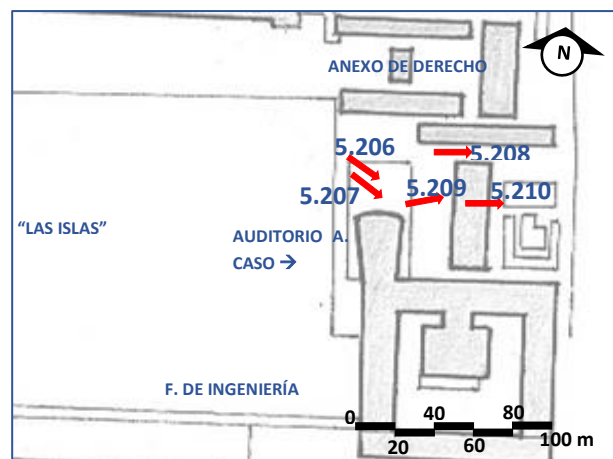 N
ANEXO DE DERECHO
5.206
5.208
5.207
5.209
5.210
"LAS ISLAS"
AUDITORIO A.
CASO →
F. DE INGENIERÍA
0
40
80
20
60
100 m